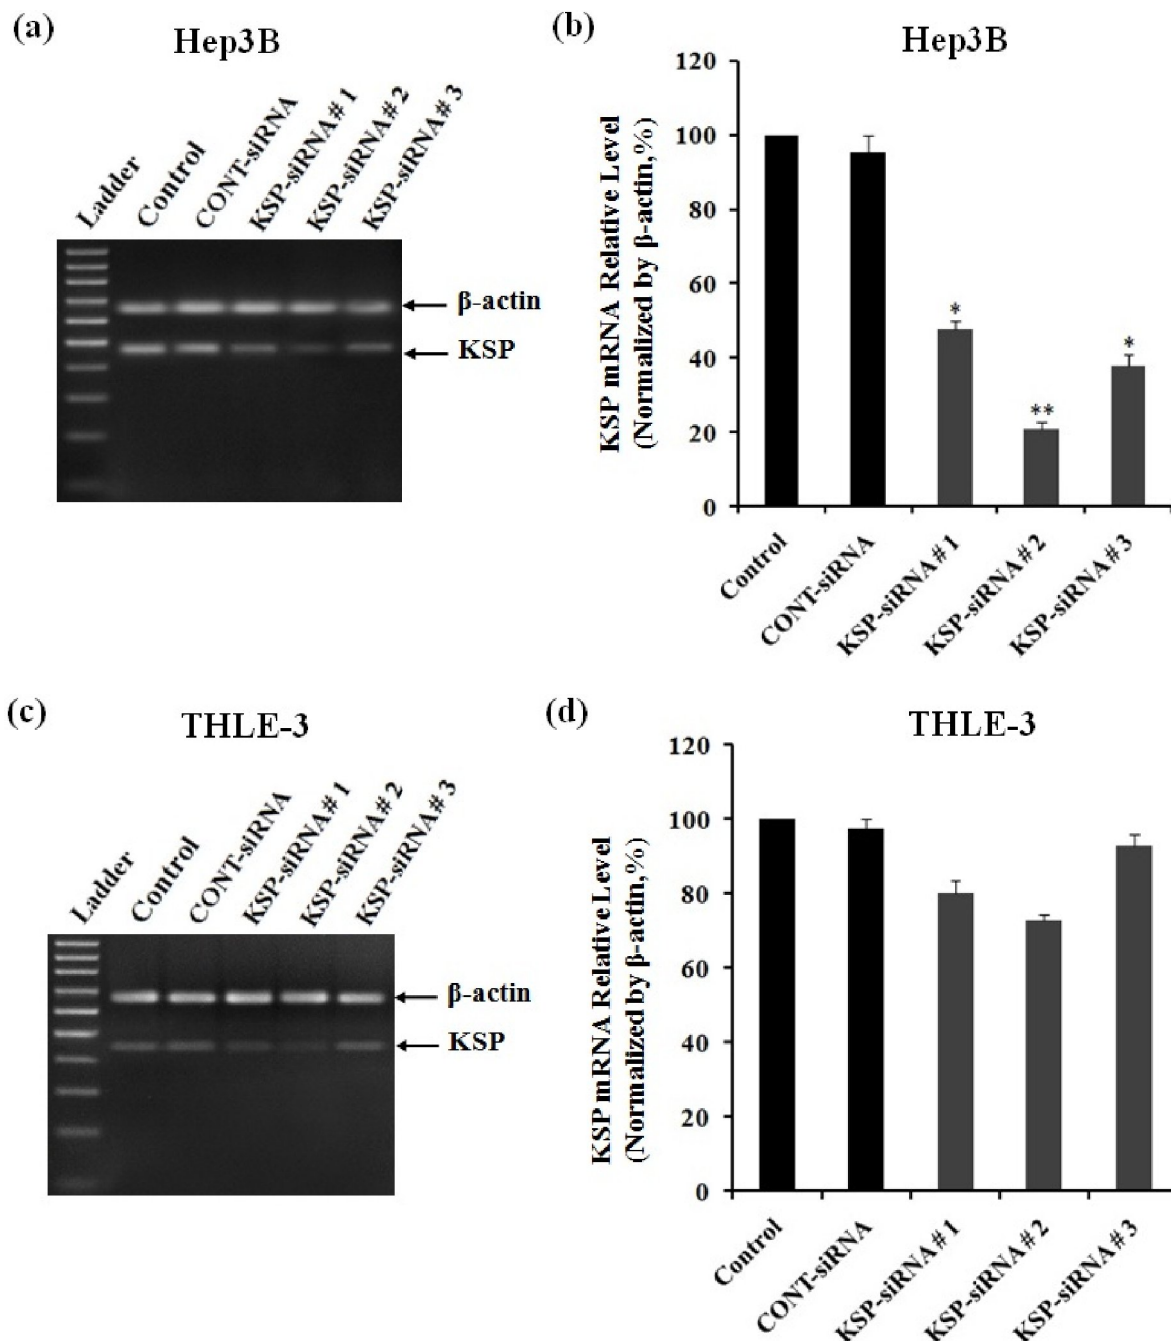 (a)
Hep3B
Ladder
Control
CONT-siRNA
KSP-siRNA# 1
KSP-siRNA# 2
KSP-siRNA# 3
β-actin
KSP
(b)
Hep3B
KSP mRNA Relative Level
(Normalized by β-actin,%)
120
100
80
60
40
20
0
*
**
*
Control
CONT-siRNA
KSP-siRNA# 1
KSP-siRNA# 2
KSP-siRNA# 3
(c)
THLE-3
Ladder
Control
CONT-siRNA
KSP-siRNA# 1
KSP-siRNA# 2
KSP-siRNA# 3
β-actin
KSP
(d)
THLE-3
KSP mRNA Relative Level
(Normalized by β-actin,%)
120
100
80
60
40
20
0
Control
CONT-siRNA
KSP-siRNA# 1
KSP-siRNA# 2
KSP-siRNA# 3